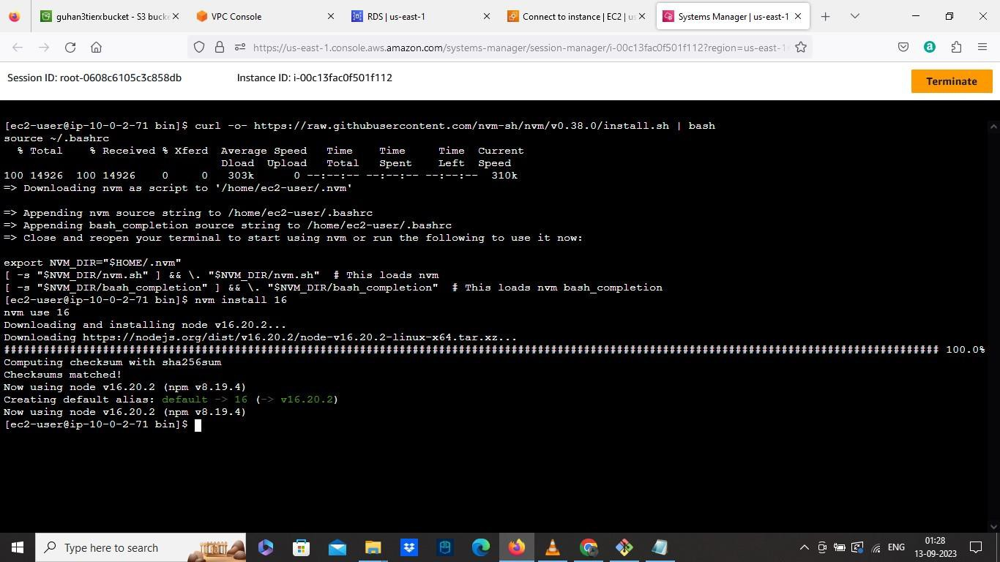 guhan3tierxbucket - S3 bucke
VPC Console
RDS | us-east-1
Connect to instance | EC2 | us
Systems Manager | us-east-1
https://us-east-1.console.aws.amazon.com/systems-manager/session-manager/i-00c13fac0f501f112?region=us-east-1
Session ID: root-0608c6105c3c858db
Instance ID: i-00c13fac0f501f112
Terminate
[ec2-user@ip-10-0-2-71 bin]$ curl -o- https://raw.githubusercontent.com/nvm-sh/nvm/v0.38.0/install.sh | bash
source ~/.bashrc
% Total % Received % Xferd Average Speed Time Time Time Current
Dload Upload Total Spent Left Speed
100 14926 100 14926 0 0 303k 0 --:--:-- --:--:-- --:--:-- 310k
=> Downloading nvm as script to '/home/ec2-user/.nvm'
=> Appending nvm source string to /home/ec2-user/.bashrc
=> Appending bash_completion source string to /home/ec2-user/.bashrc
=> Close and reopen your terminal to start using nvm or run the following to use it now:
export NVM_DIR="$HOME/.nvm"
[ -s "$NVM_DIR/nvm.sh" ] && \. "$NVM_DIR/nvm.sh" # This loads nvm
[ -s "$NVM_DIR/bash_completion" ] && \. "$NVM_DIR/bash_completion" # This loads nvm bash_completion
[ec2-user@ip-10-0-2-71 bin]$ nvm install 16
nvm use 16
Downloading and installing node v16.20.2...
Downloading https://nodejs.org/dist/v16.20.2/node-v16.20.2-linux-x64.tar.xz...
############################################################################################################################################## 100.0%
Computing checksum with sha256sum
Checksums matched!
Now using node v16.20.2 (npm v8.19.4)
Creating default alias: default -> 16 (-> v16.20.2)
Now using node v16.20.2 (npm v8.19.4)
[ec2-user@ip-10-0-2-71 bin]$
Type here to search
ENG
01:28
13-09-2023